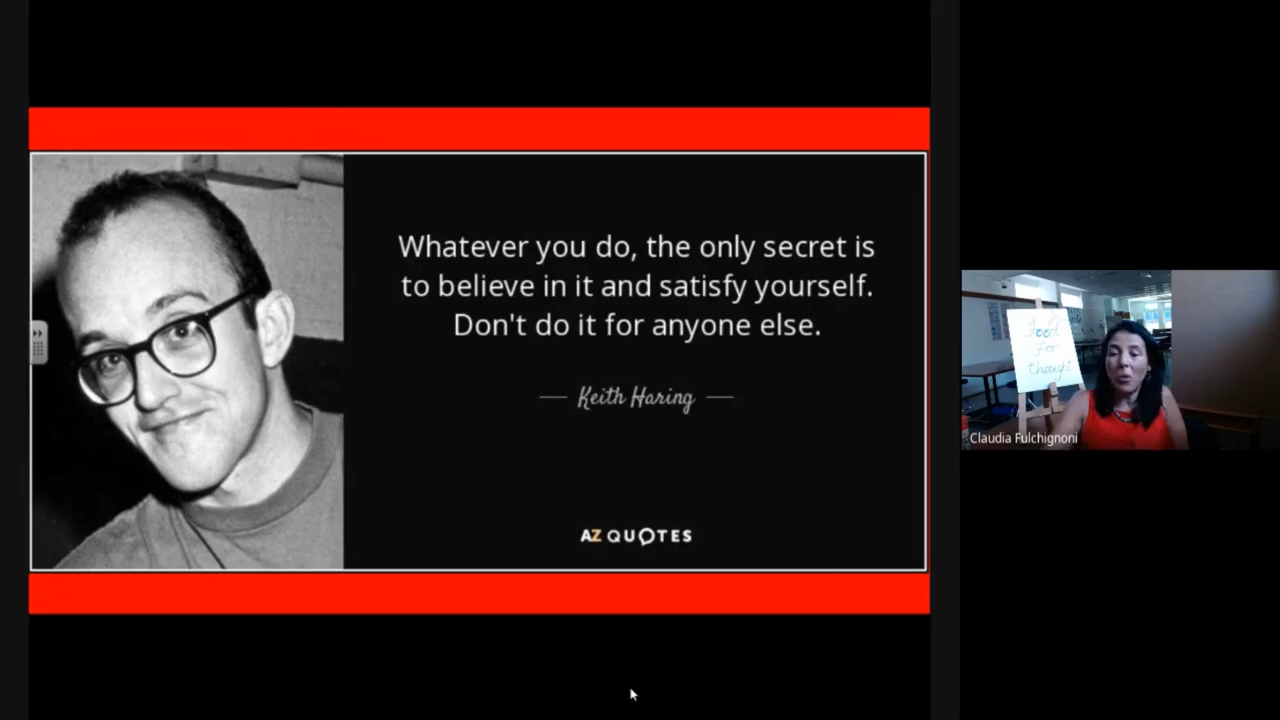 Whatever you do, the only secret is
to believe in it and satisfy yourself.
Don't do it for anyone else.
Keith Haring
AZ QUOTES
food
for
thought
Claudia Fulchignoni